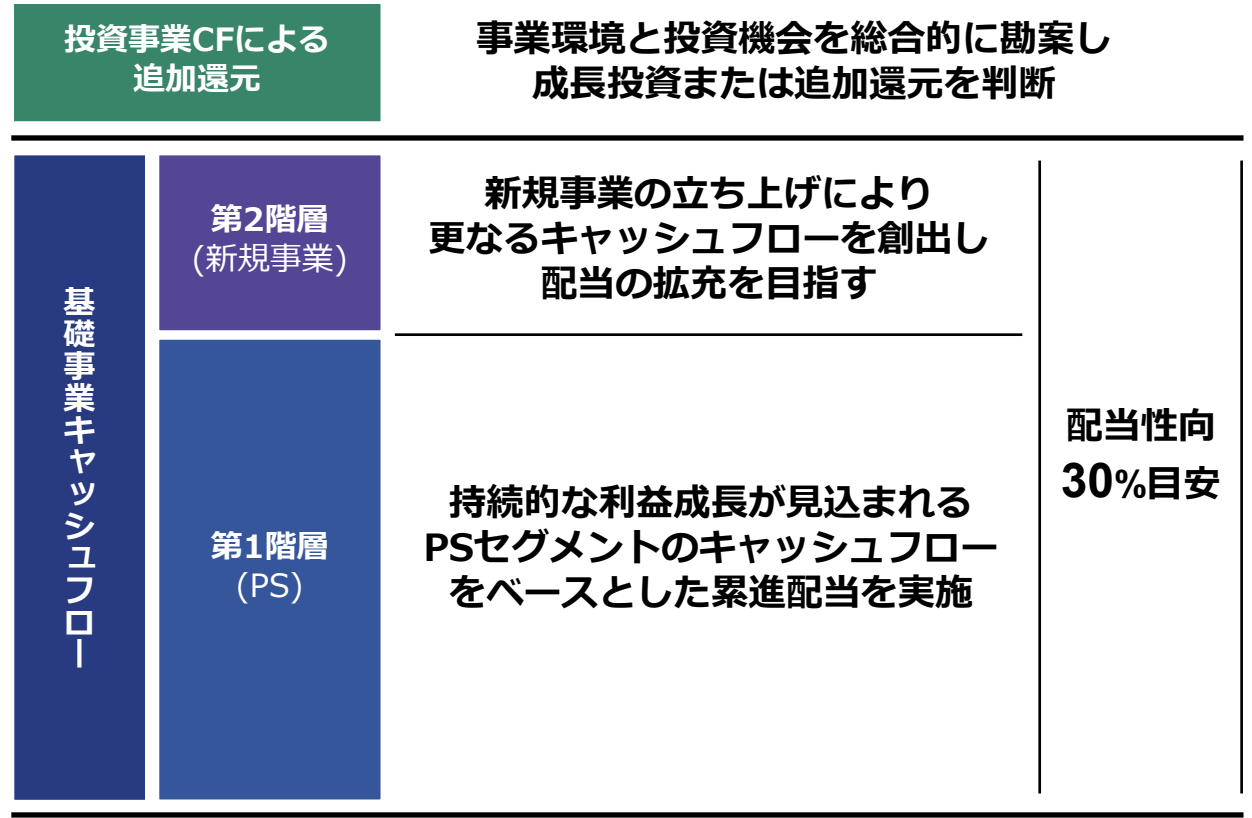 投資事業CFによる
追加還元
事業環境と投資機会を総合的に勘案し
成長投資または追加還元を判断
基礎事業キャッシュフロー
第2階層
(新規事業)
新規事業の立ち上げにより
更なるキャッシュフローを創出し
配当の拡充を目指す
第1階層
(PS)
持続的な利益成長が見込まれる
PSセグメントのキャッシュフロー
をベースとした累進配当を実施
配当性向
30%目安